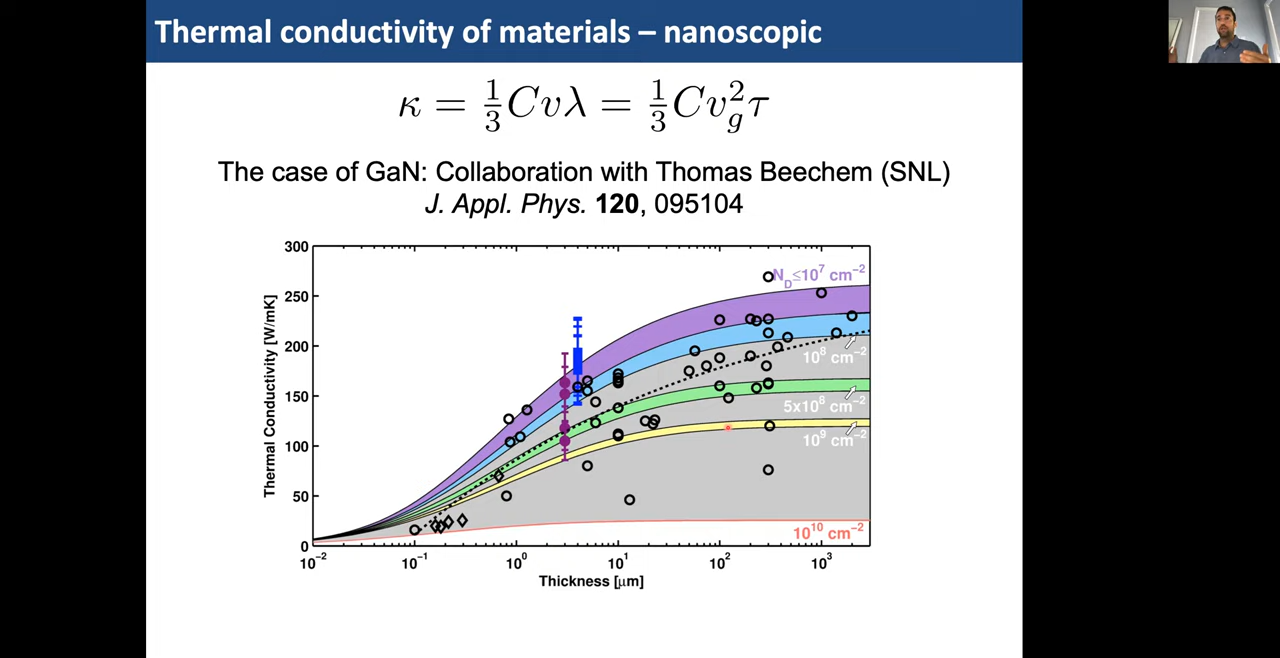 Thermal conductivity of materials – nanoscopic
κ = 1/3 Cvλ = 1/3 Cv_g^2 τ
The case of GaN: Collaboration with Thomas Beechem (SNL)
J. Appl. Phys. 120, 095104
300
250
200
150
100
50
0
Thermal Conductivity [W/mK]
N_D≤10^7 cm^−2
10^8 cm^−2
5x10^8 cm^−2
10^9 cm^−2
10^10 cm^−2
10^−2 10^−1 10^0 10^1 10^2 10^3
Thickness [μm]